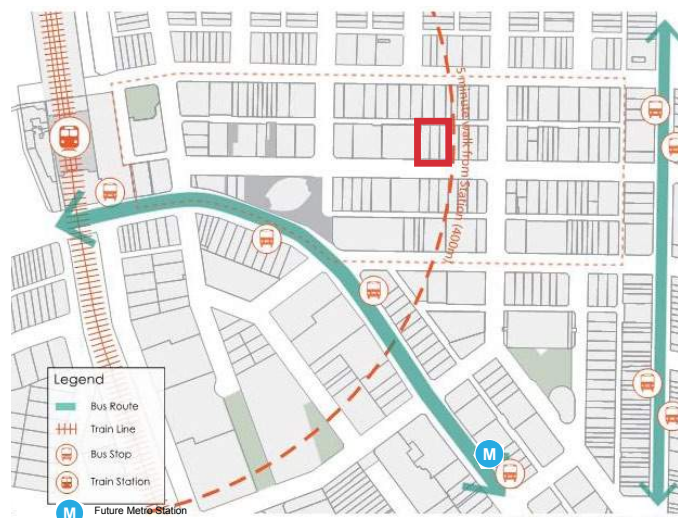 5 minute walk from Station (400m)
Legend
Bus Route
Train Line
Bus Stop
Train Station
M Future Metro Station
M